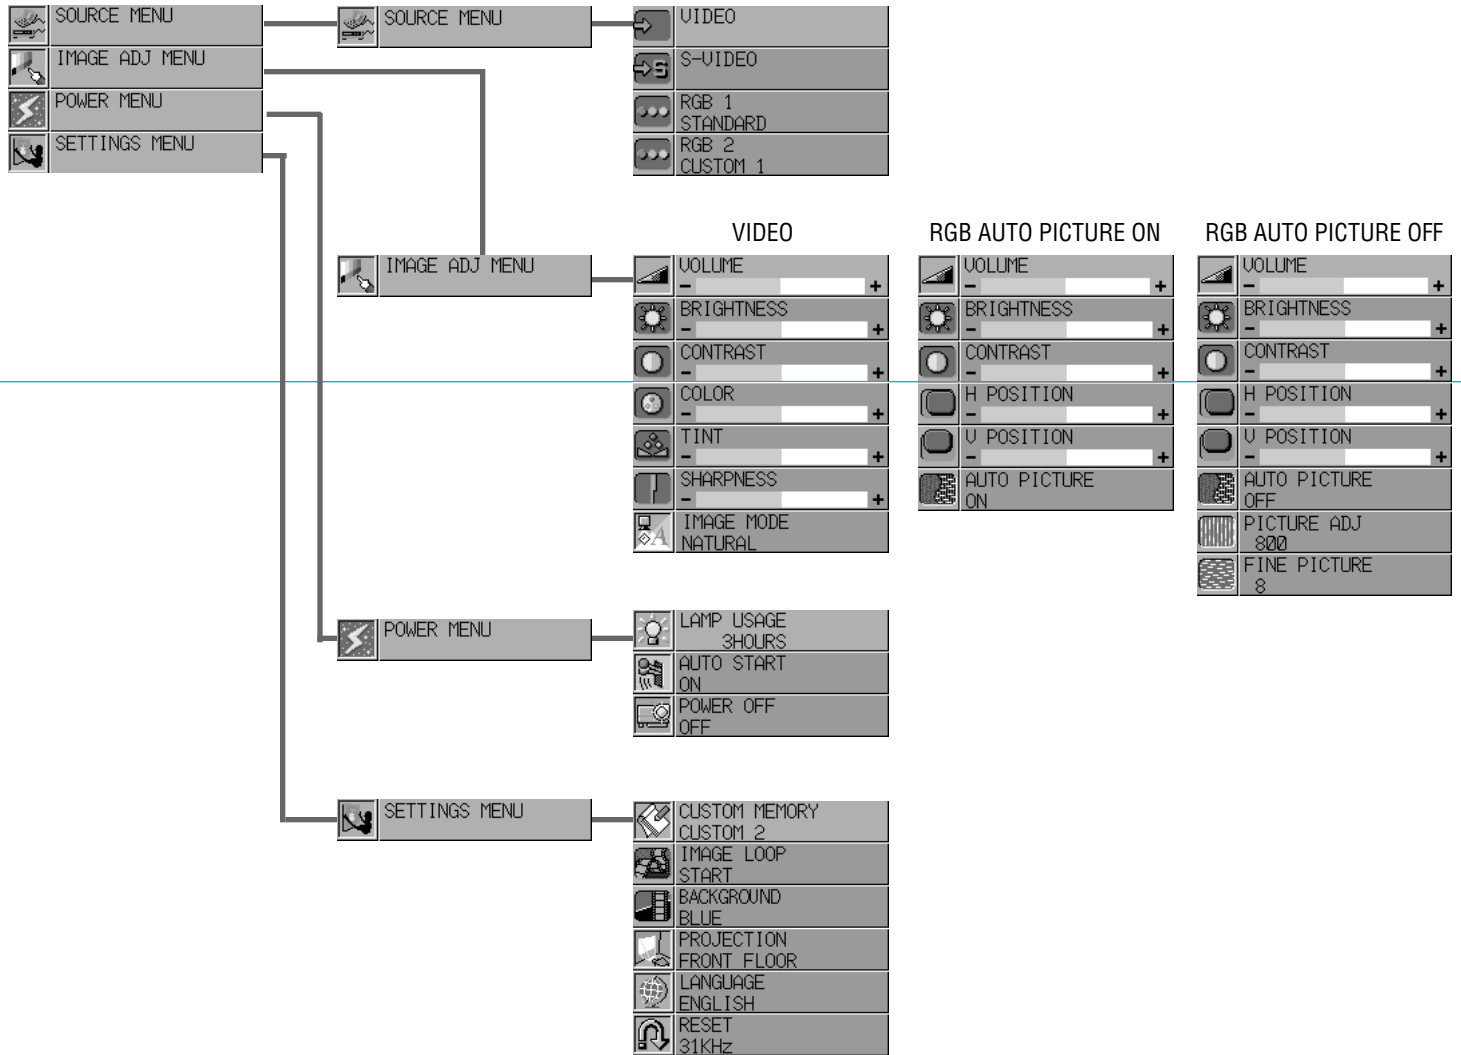 SOURCE MENU
IMAGE ADJ MENU
POWER MENU
SETTINGS MENU
SOURCE MENU
VIDEO
S-VIDEO
RGB 1
STANDARD
RGB 2
CUSTOM 1
IMAGE ADJ MENU
VIDEO
VOLUME
- +
BRIGHTNESS
- +
CONTRAST
- +
COLOR
- +
TINT
- +
SHARPNESS
- +
IMAGE MODE
NATURAL
RGB AUTO PICTURE ON
VOLUME
- +
BRIGHTNESS
- +
CONTRAST
- +
H POSITION
- +
V POSITION
- +
AUTO PICTURE
ON
RGB AUTO PICTURE OFF
VOLUME
- +
BRIGHTNESS
- +
CONTRAST
- +
H POSITION
- +
V POSITION
- +
AUTO PICTURE
OFF
PICTURE ADJ
800
FINE PICTURE
8
POWER MENU
LAMP USAGE
3HOURS
AUTO START
ON
POWER OFF
OFF
SETTINGS MENU
CUSTOM MEMORY
CUSTOM 2
IMAGE LOOP
START
BACKGROUND
BLUE
PROJECTION
FRONT FLOOR
LANGUAGE
ENGLISH
RESET
31KHz